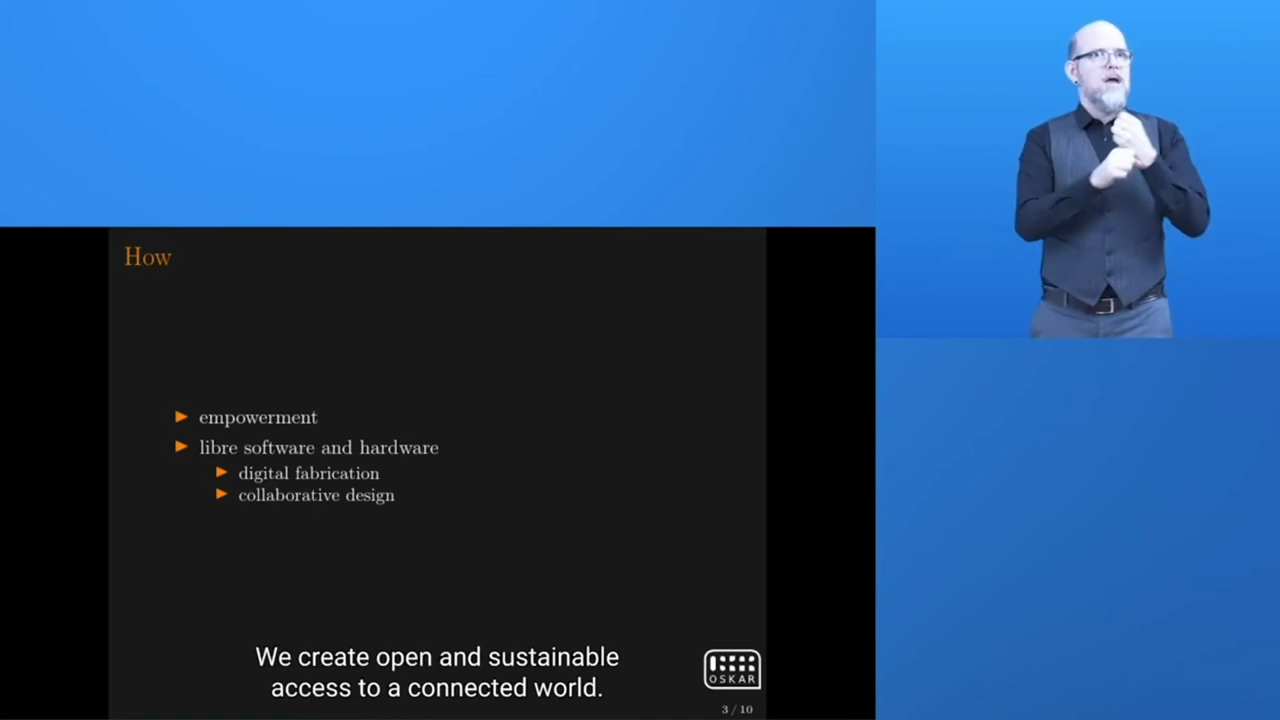 How
empowerment
libre software and hardware
digital fabrication
collaborative design
We create open and sustainable
access to a connected world.
OSKAR
3 / 10